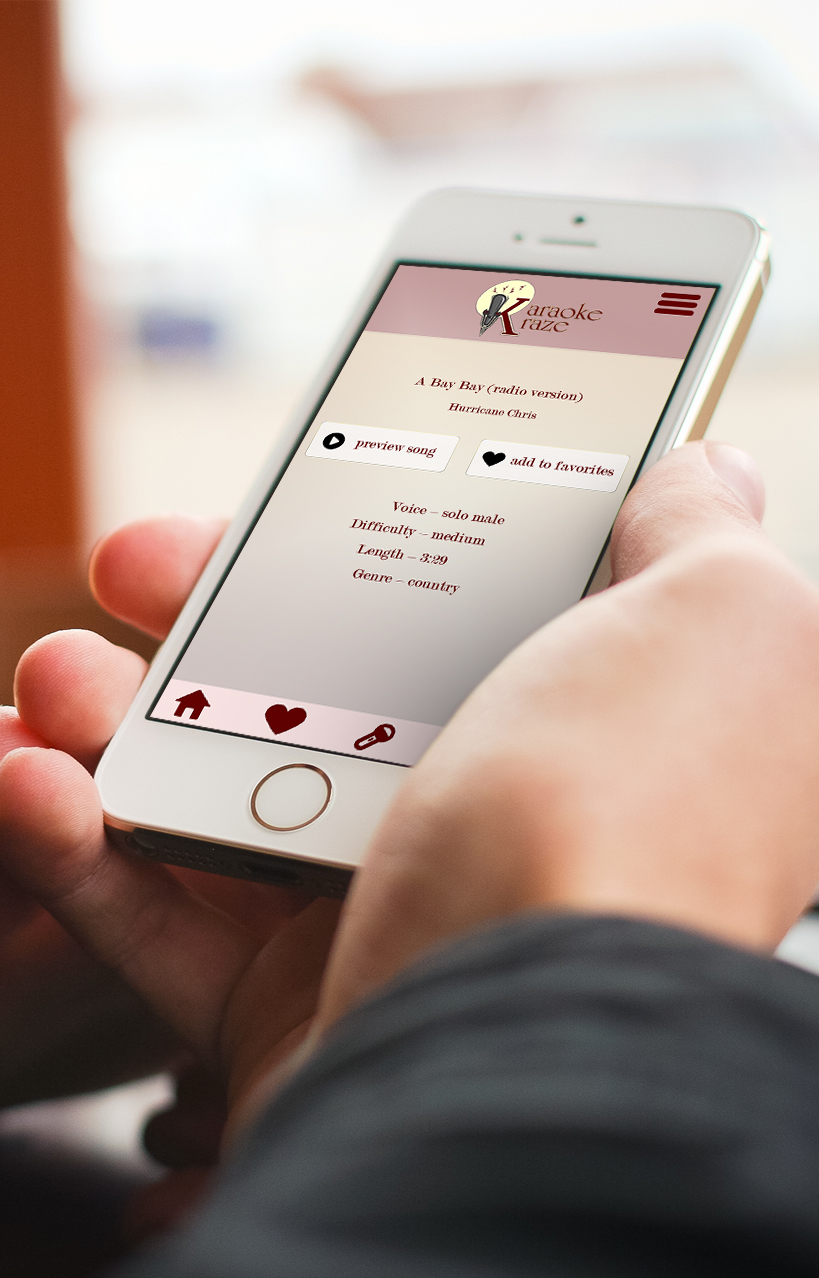 Karaoke
Kraze
A Bay Bay (radio version)
Hurricane Chris
preview song
add to favorites
Voice – solo male
Difficulty – medium
Length – 3:29
Genre – country